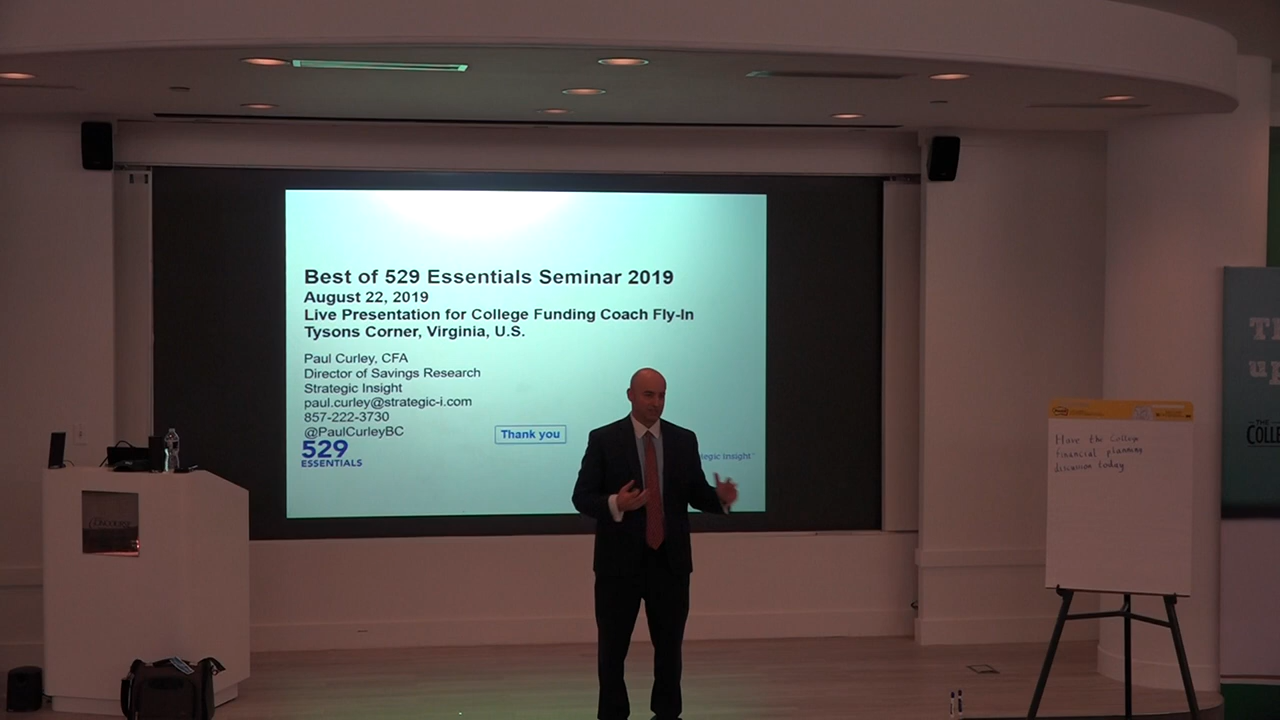 Best of 529 Essentials Seminar 2019
August 22, 2019
Live Presentation for College Funding Coach Fly-In
Tysons Corner, Virginia, U.S.
Paul Curley, CFA
Director of Savings Research
Strategic Insight
paul.curley@strategic-i.com
857-222-3730
@PaulCurleyBC
529
ESSENTIALS
Thank you
Insight
Have the College
financial planning
discussion today
THE